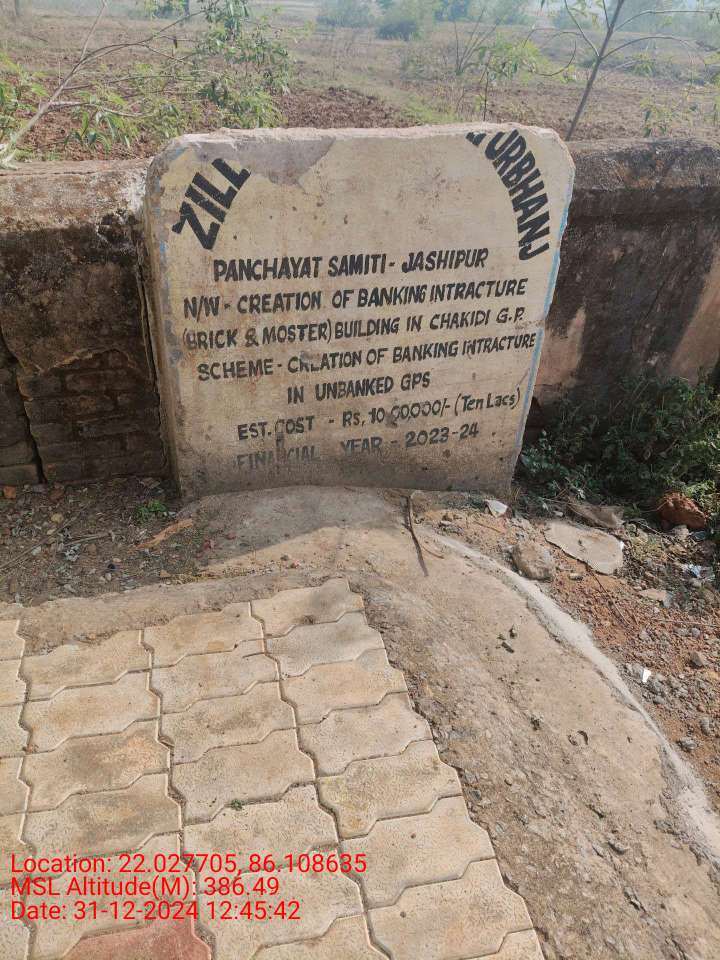 ZILL URBHANJ
PANCHAYAT SAMITI - JASHIPUR
N/W - CREATION OF BANKING INTRACTURE
(BRICK & MOSTER) BUILDING IN CHAKIDI G.P.
SCHEME - CREATION OF BANKING INTRACTURE
IN UNBANKED GPS
EST. COST - Rs, 10,00,000/- (Ten Lacs)
FINANCIAL YEAR - 2023-24
Location: 22.027705, 86.108635
MSL Altitude(M): 386.49
Date: 31-12-2024 12:45:42